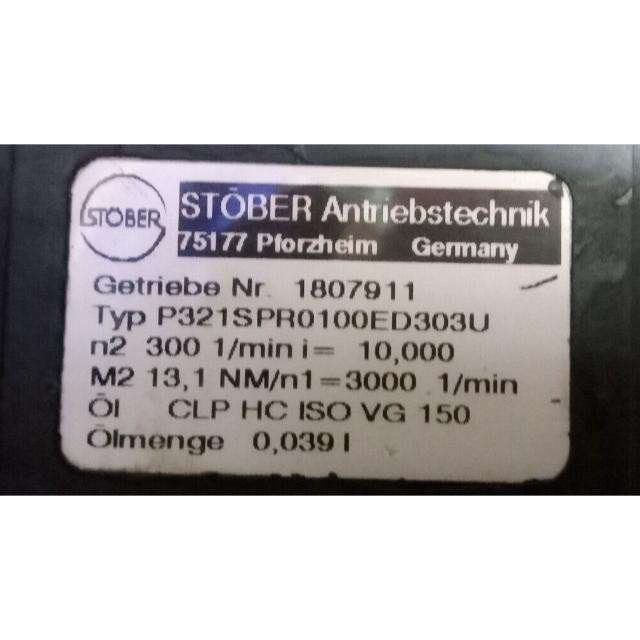 STÖBER
STÖBER Antriebstechnik
75177 Pforzheim Germany
Getriebe Nr. 1807911
Typ P321SPR0100ED303U
n2 300 1/min i= 10,000
M2 13,1 NM/n1=3000 1/min
Öl CLP HC ISO VG 150
Ölmenge 0,039 l